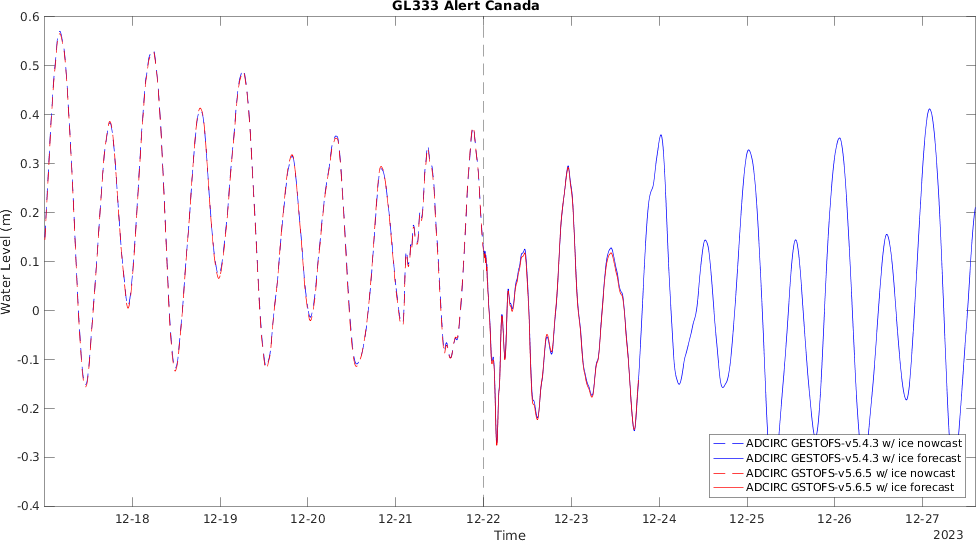 GL333 Alert Canada
0.6
0.5
0.4
0.3
0.2
0.1
0
-0.1
-0.2
-0.3
-0.4
Water Level (m)
ADCIRC GESTOFS-v5.4.3 w/ ice nowcast
ADCIRC GESTOFS-v5.4.3 w/ ice forecast
ADCIRC GSTOFS-v5.6.5 w/ ice nowcast
ADCIRC GSTOFS-v5.6.5 w/ ice forecast
12-18 12-19 12-20 12-21 12-22 12-23 12-24 12-25 12-26 12-27
Time
2023